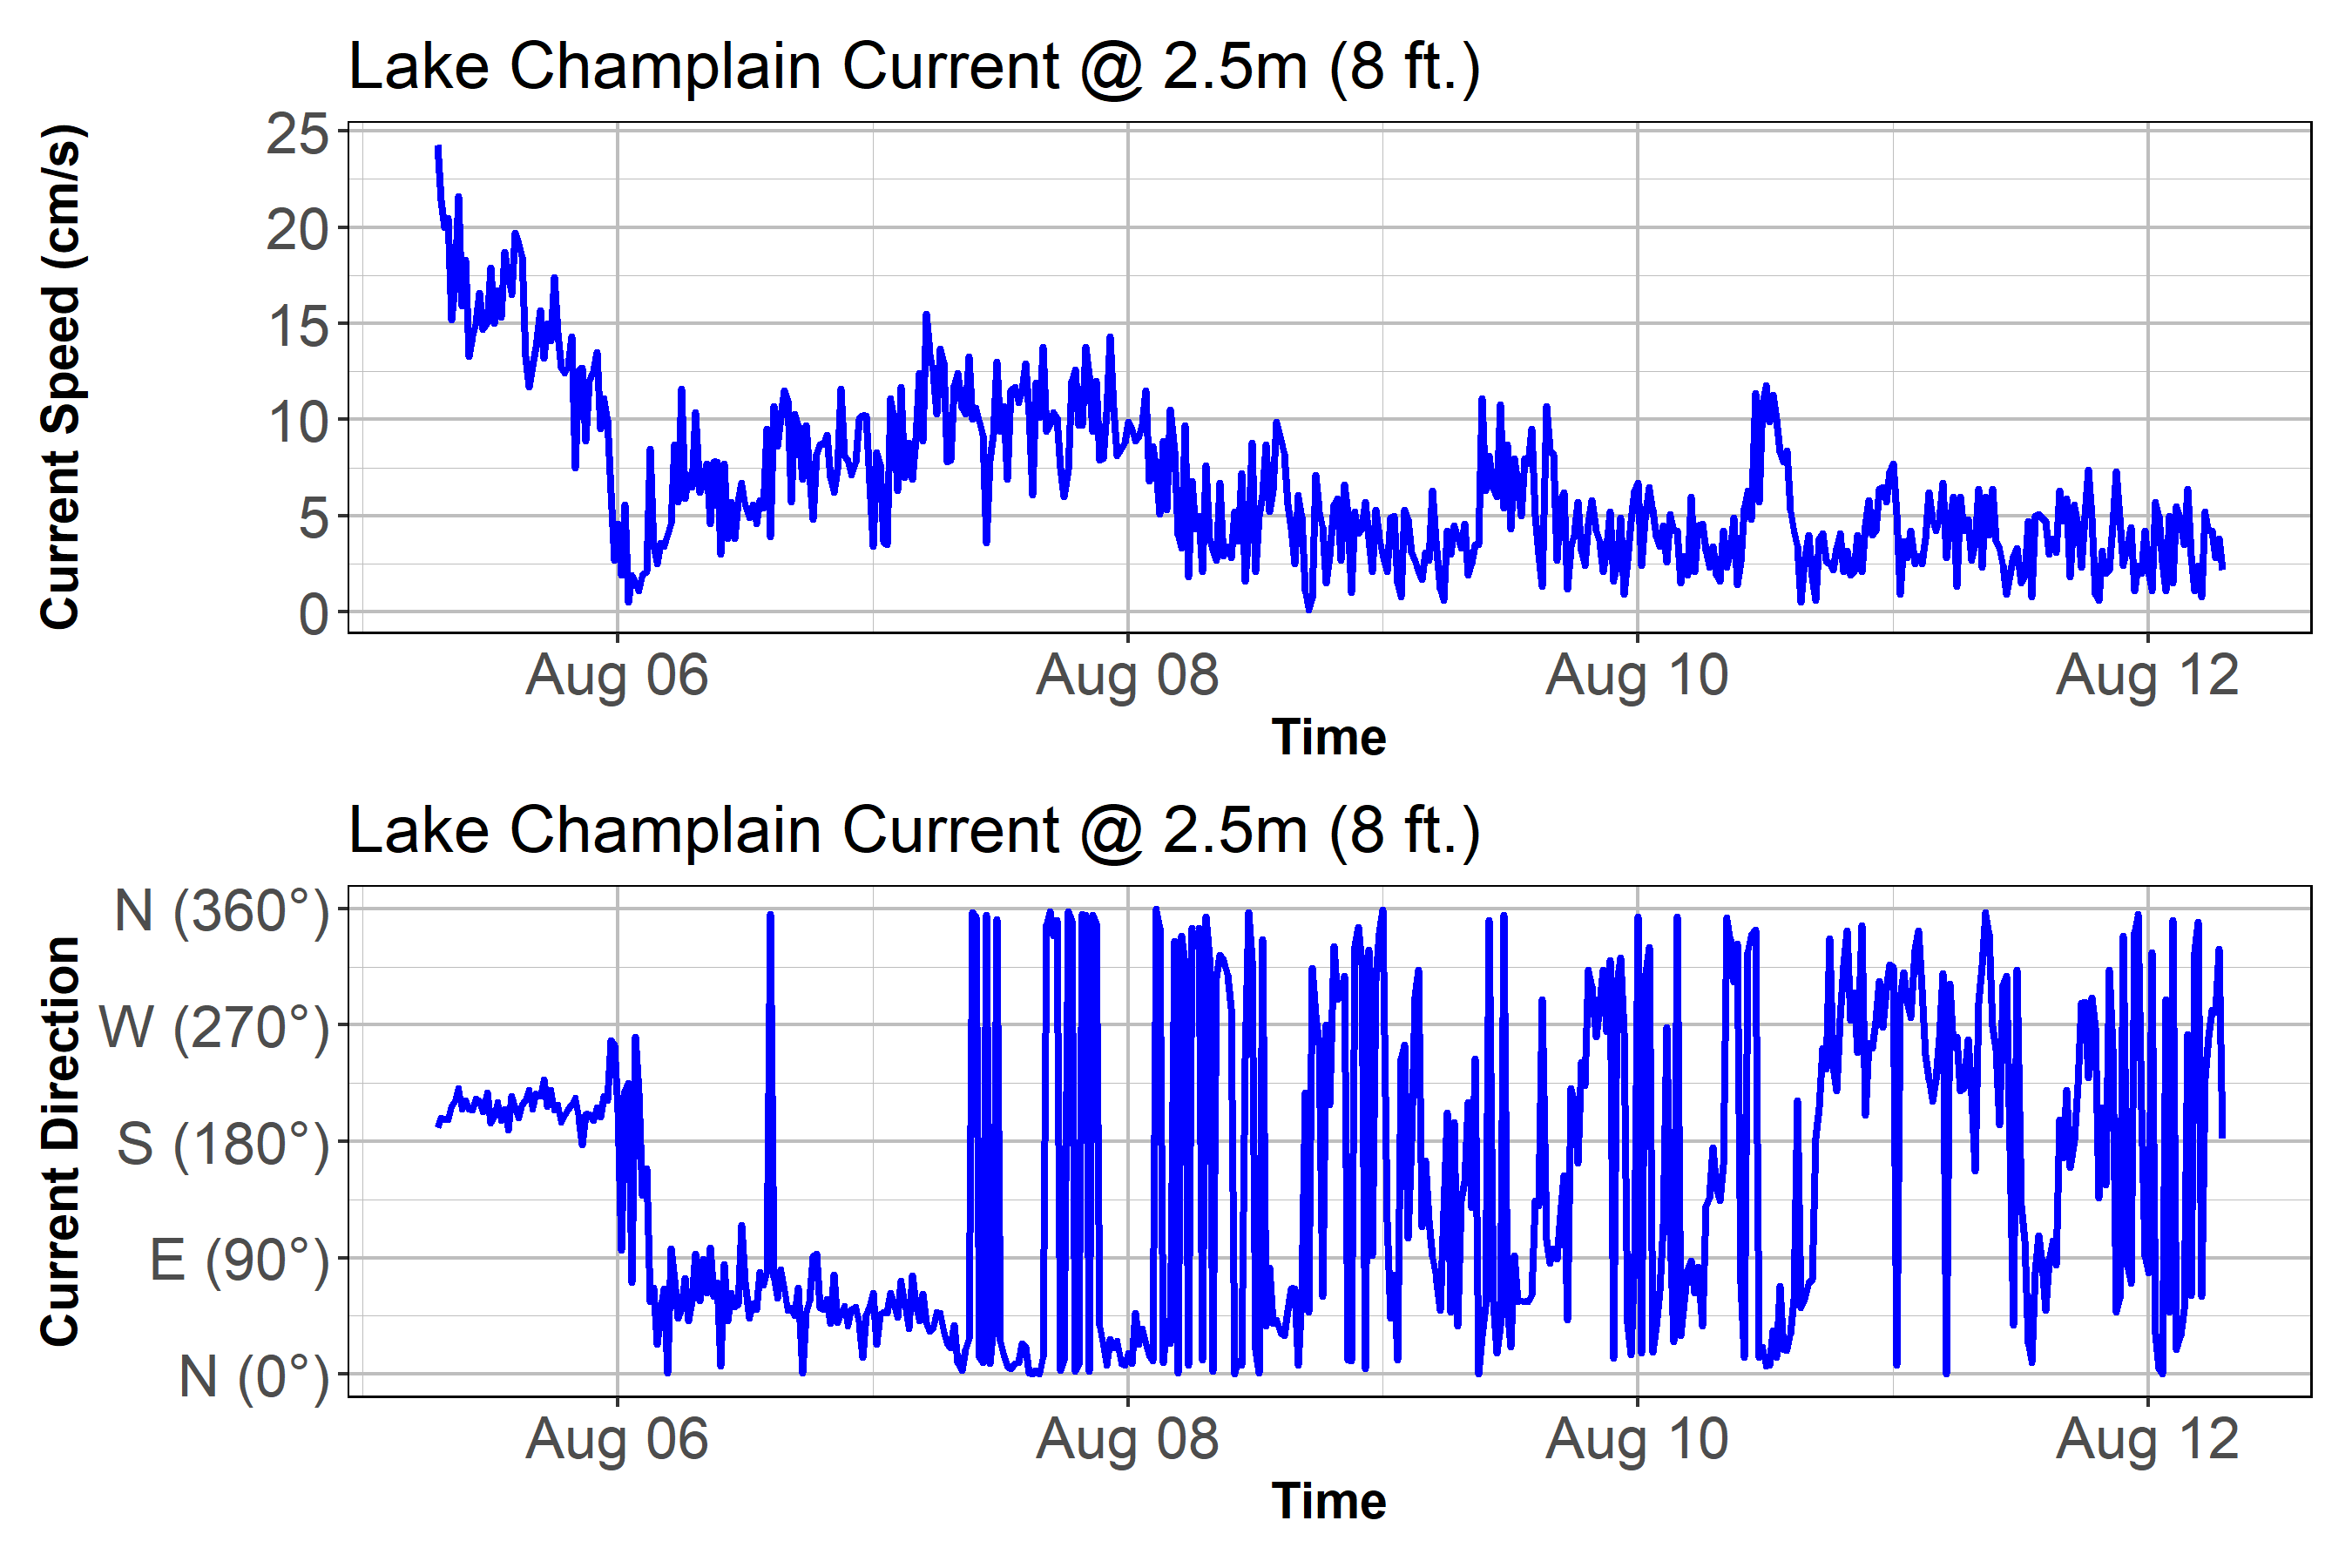 Lake Champlain Current @ 2.5m (8 ft.)
Current Speed (cm/s)
25
20
15
10
5
0
Aug 06 Aug 08 Aug 10 Aug 12
Time
Lake Champlain Current @ 2.5m (8 ft.)
Current Direction
N (360°)
W (270°)
S (180°)
E (90°)
N (0°)
Aug 06 Aug 08 Aug 10 Aug 12
Time